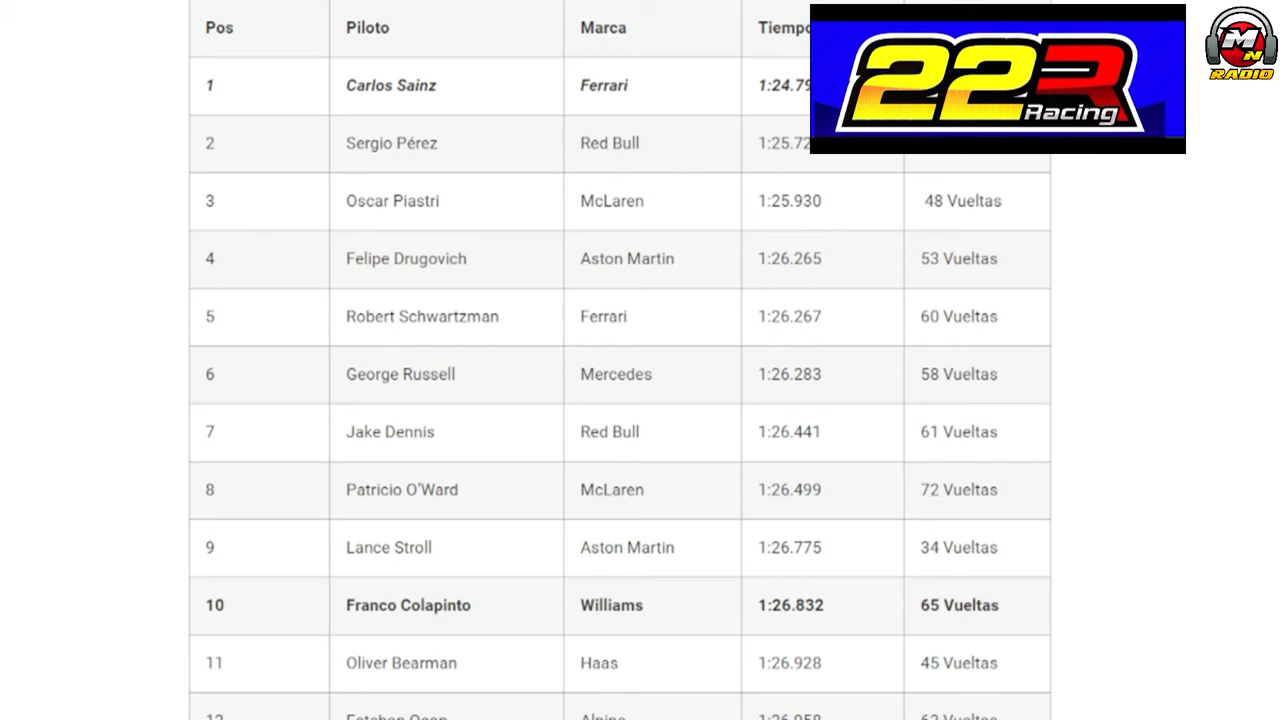 Pos Piloto Marca Tiempo
1 Carlos Sainz Ferrari 1:24.79
2 Sergio Pérez Red Bull 1:25.72
3 Oscar Piastri McLaren 1:25.930 48 Vueltas
4 Felipe Drugovich Aston Martin 1:26.265 53 Vueltas
5 Robert Schwartzman Ferrari 1:26.267 60 Vueltas
6 George Russell Mercedes 1:26.283 58 Vueltas
7 Jake Dennis Red Bull 1:26.441 61 Vueltas
8 Patricio O'Ward McLaren 1:26.499 72 Vueltas
9 Lance Stroll Aston Martin 1:26.775 34 Vueltas
10 Franco Colapinto Williams 1:26.832 65 Vueltas
11 Oliver Bearman Haas 1:26.928 45 Vueltas
12 Esteban Ocon Alpine 1:26.958
22R
Racing
MN
RADIO